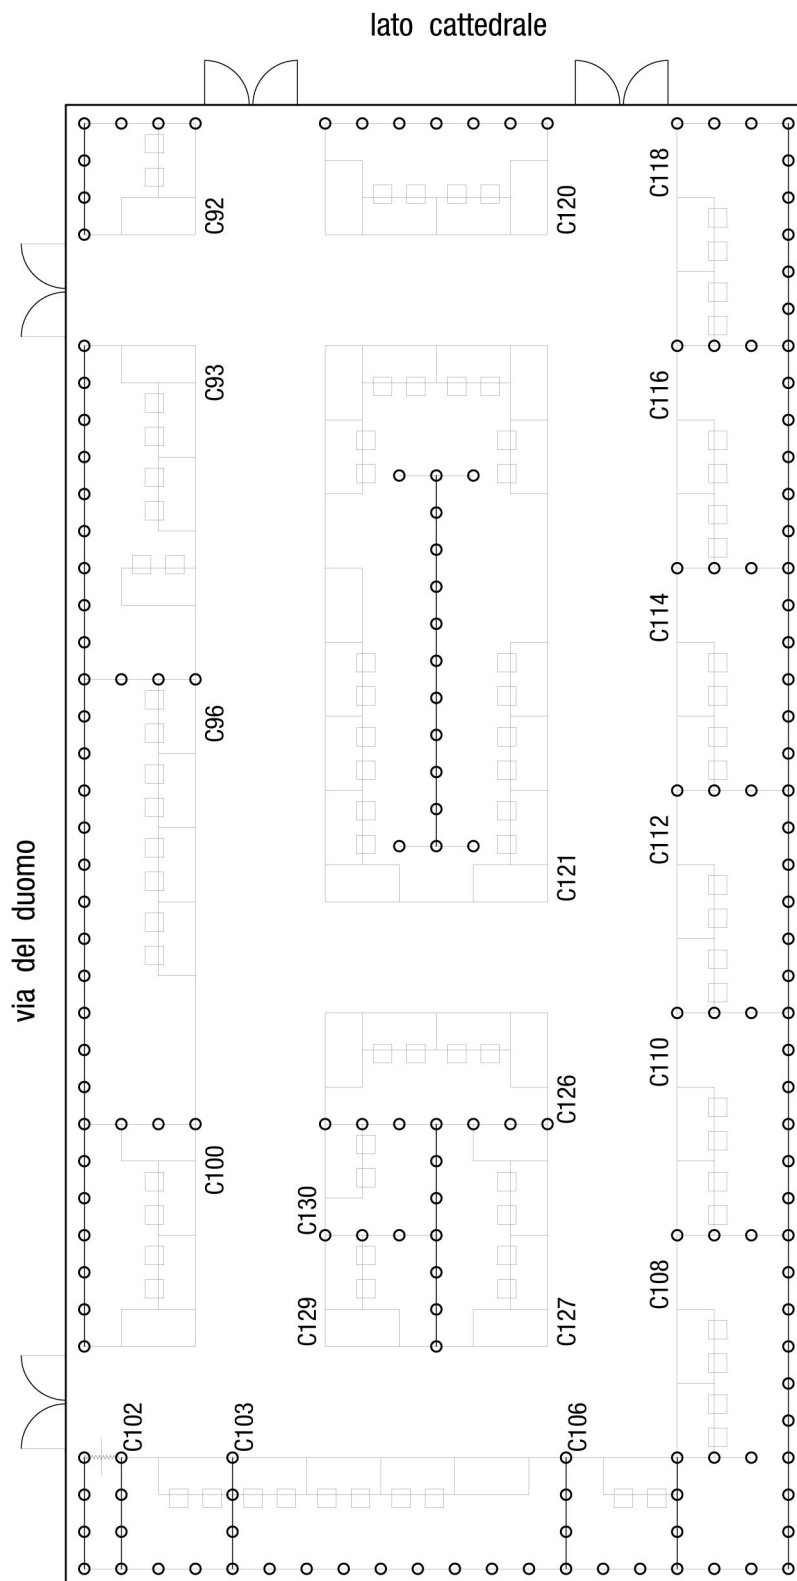 lato cattedrale
C92
C120
C118
C93
C116
C96
C114
C121
C112
via del duomo
C126
C110
C100
C130
C129
C127
C108
C102
C103
C106